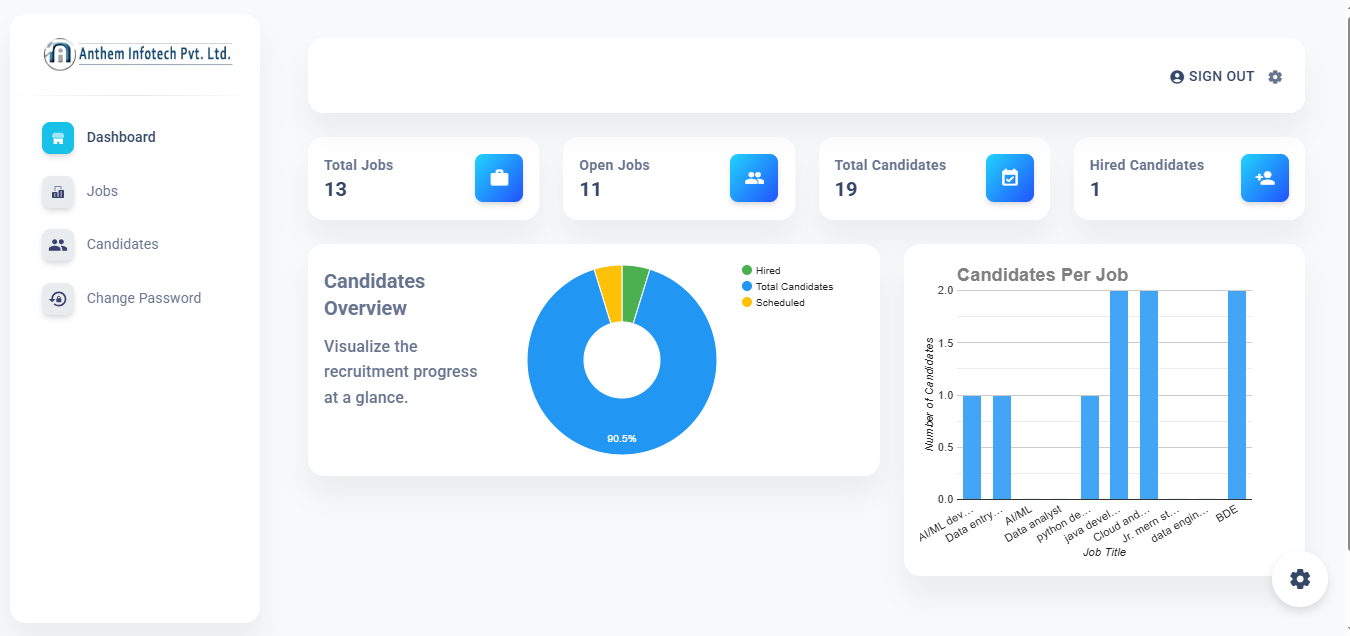 Anthem Infotech Pvt. Ltd.
SIGN OUT
Dashboard
Jobs
Candidates
Change Password
Total Jobs
13
Open Jobs
11
Total Candidates
19
Hired Candidates
1
Candidates
Overview
Visualize the
recruitment progress
at a glance.
90.5%
Hired
Total Candidates
Scheduled
Candidates Per Job
Number of Candidates
2.0
1.5
1.0
0.5
0.0
AI/ML dev...
Data entry...
AI/ML
Data analyst
python de...
java devel...
Cloud and...
Jr. mern st...
data engin...
BDE
Job Title